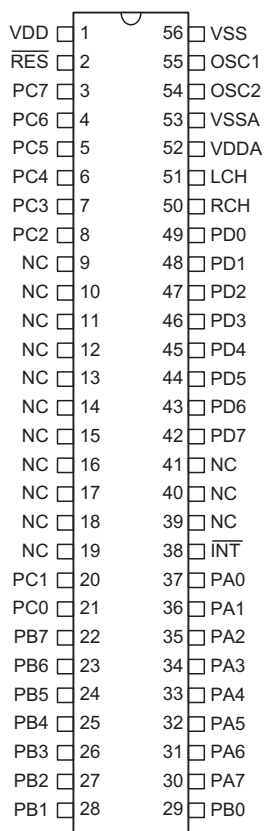 VDD 1 56 VSS
R̅E̅S̅ 2 55 OSC1
PC7 3 54 OSC2
PC6 4 53 VSSA
PC5 5 52 VDDA
PC4 6 51 LCH
PC3 7 50 RCH
PC2 8 49 PD0
NC 9 48 PD1
NC 10 47 PD2
NC 11 46 PD3
NC 12 45 PD4
NC 13 44 PD5
NC 14 43 PD6
NC 15 42 PD7
NC 16 41 NC
NC 17 40 NC
NC 18 39 NC
NC 19 38 I̅N̅T̅
PC1 20 37 PA0
PC0 21 36 PA1
PB7 22 35 PA2
PB6 23 34 PA3
PB5 24 33 PA4
PB4 25 32 PA5
PB3 26 31 PA6
PB2 27 30 PA7
PB1 28 29 PB0